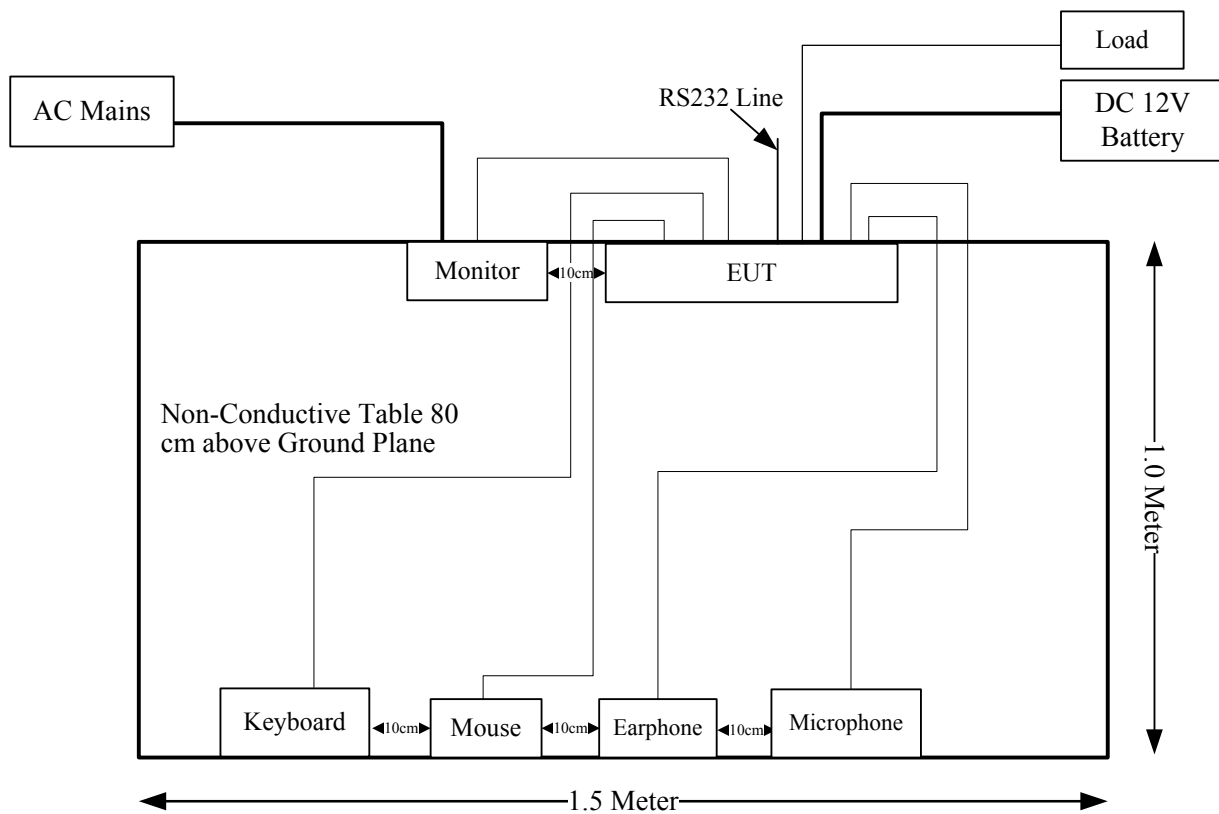 Load
AC Mains
RS232 Line
DC 12V
Battery
Monitor
10cm
EUT
Non-Conductive Table 80
cm above Ground Plane
1.0 Meter
Keyboard
10cm
Mouse
10cm
Earphone
10cm
Microphone
1.5 Meter